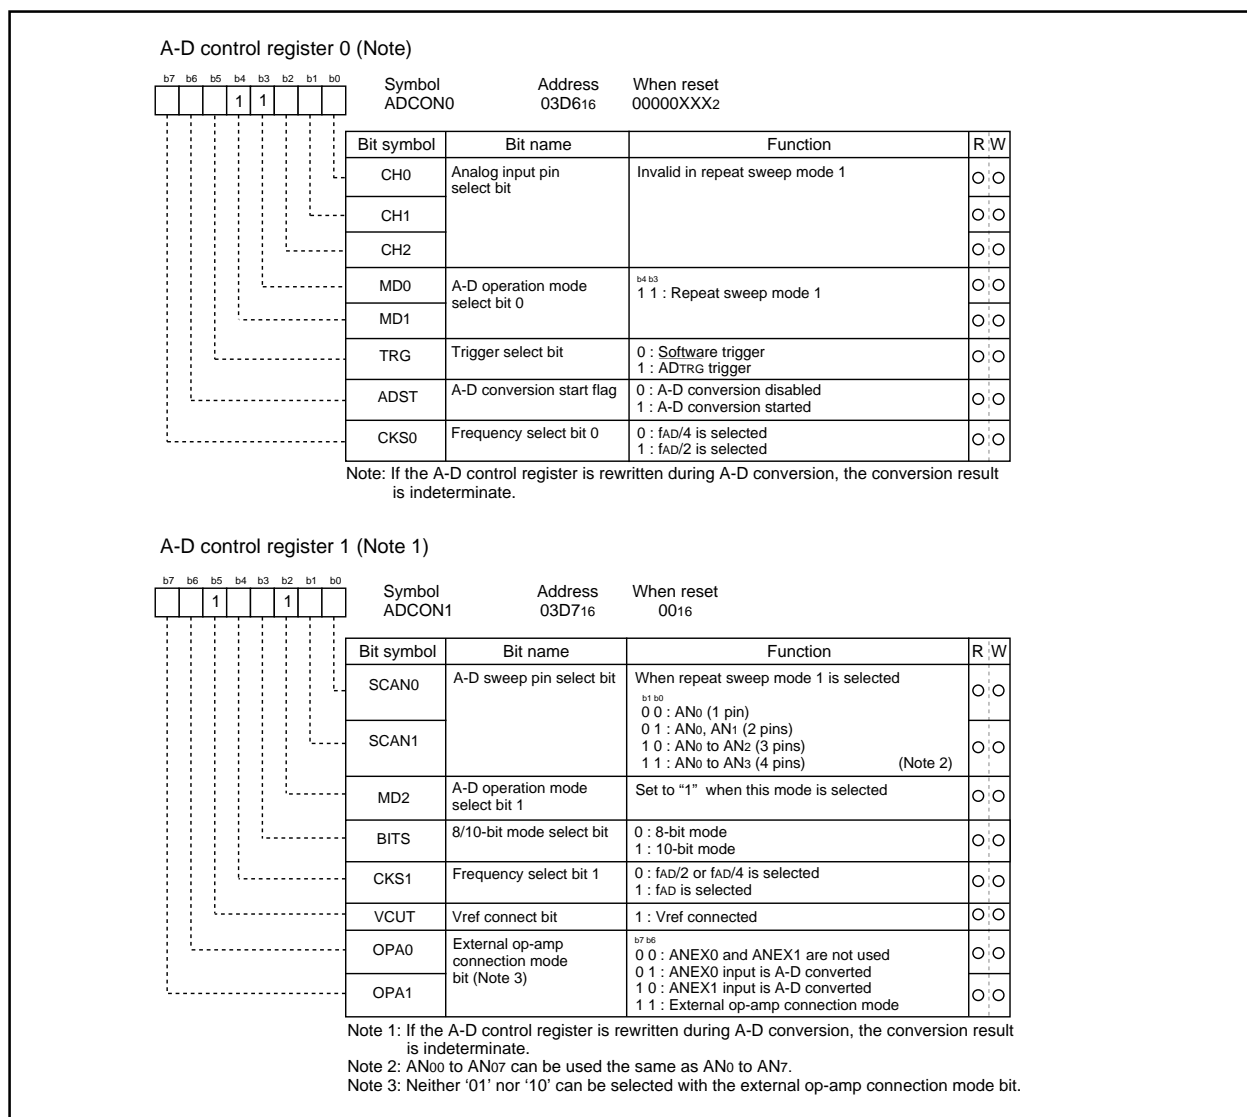 A-D control register 0 (Note)
b7 b6 b5 b4 b3 b2 b1 b0
1 1
Symbol Address When reset
ADCON0 03D616 00000XXX2
Bit symbol Bit name Function R W
CH0 Analog input pin select bit Invalid in repeat sweep mode 1
CH1
CH2
MD0 A-D operation mode select bit 0 b4 b3
1 1 : Repeat sweep mode 1
MD1
TRG Trigger select bit 0 : Software trigger
1 : ADTRG trigger
ADST A-D conversion start flag 0 : A-D conversion disabled
1 : A-D conversion started
CKS0 Frequency select bit 0 0 : fAD/4 is selected
1 : fAD/2 is selected
Note: If the A-D control register is rewritten during A-D conversion, the conversion result
is indeterminate.
A-D control register 1 (Note 1)
b7 b6 b5 b4 b3 b2 b1 b0
1 1
Symbol Address When reset
ADCON1 03D716 0016
Bit symbol Bit name Function R W
SCAN0 A-D sweep pin select bit When repeat sweep mode 1 is selected
b1 b0
0 0 : AN0 (1 pin)
0 1 : AN0, AN1 (2 pins)
SCAN1 1 0 : AN0 to AN2 (3 pins)
1 1 : AN0 to AN3 (4 pins) (Note 2)
MD2 A-D operation mode select bit 1 Set to “1” when this mode is selected
BITS 8/10-bit mode select bit 0 : 8-bit mode
1 : 10-bit mode
CKS1 Frequency select bit 1 0 : fAD/2 or fAD/4 is selected
1 : fAD is selected
VCUT Vref connect bit 1 : Vref connected
OPA0 External op-amp connection mode bit (Note 3) b7 b6
0 0 : ANEX0 and ANEX1 are not used
0 1 : ANEX0 input is A-D converted
OPA1 1 0 : ANEX1 input is A-D converted
1 1 : External op-amp connection mode
Note 1: If the A-D control register is rewritten during A-D conversion, the conversion result
is indeterminate.
Note 2: AN00 to AN07 can be used the same as AN0 to AN7.
Note 3: Neither ‘01’ nor ‘10’ can be selected with the external op-amp connection mode bit.